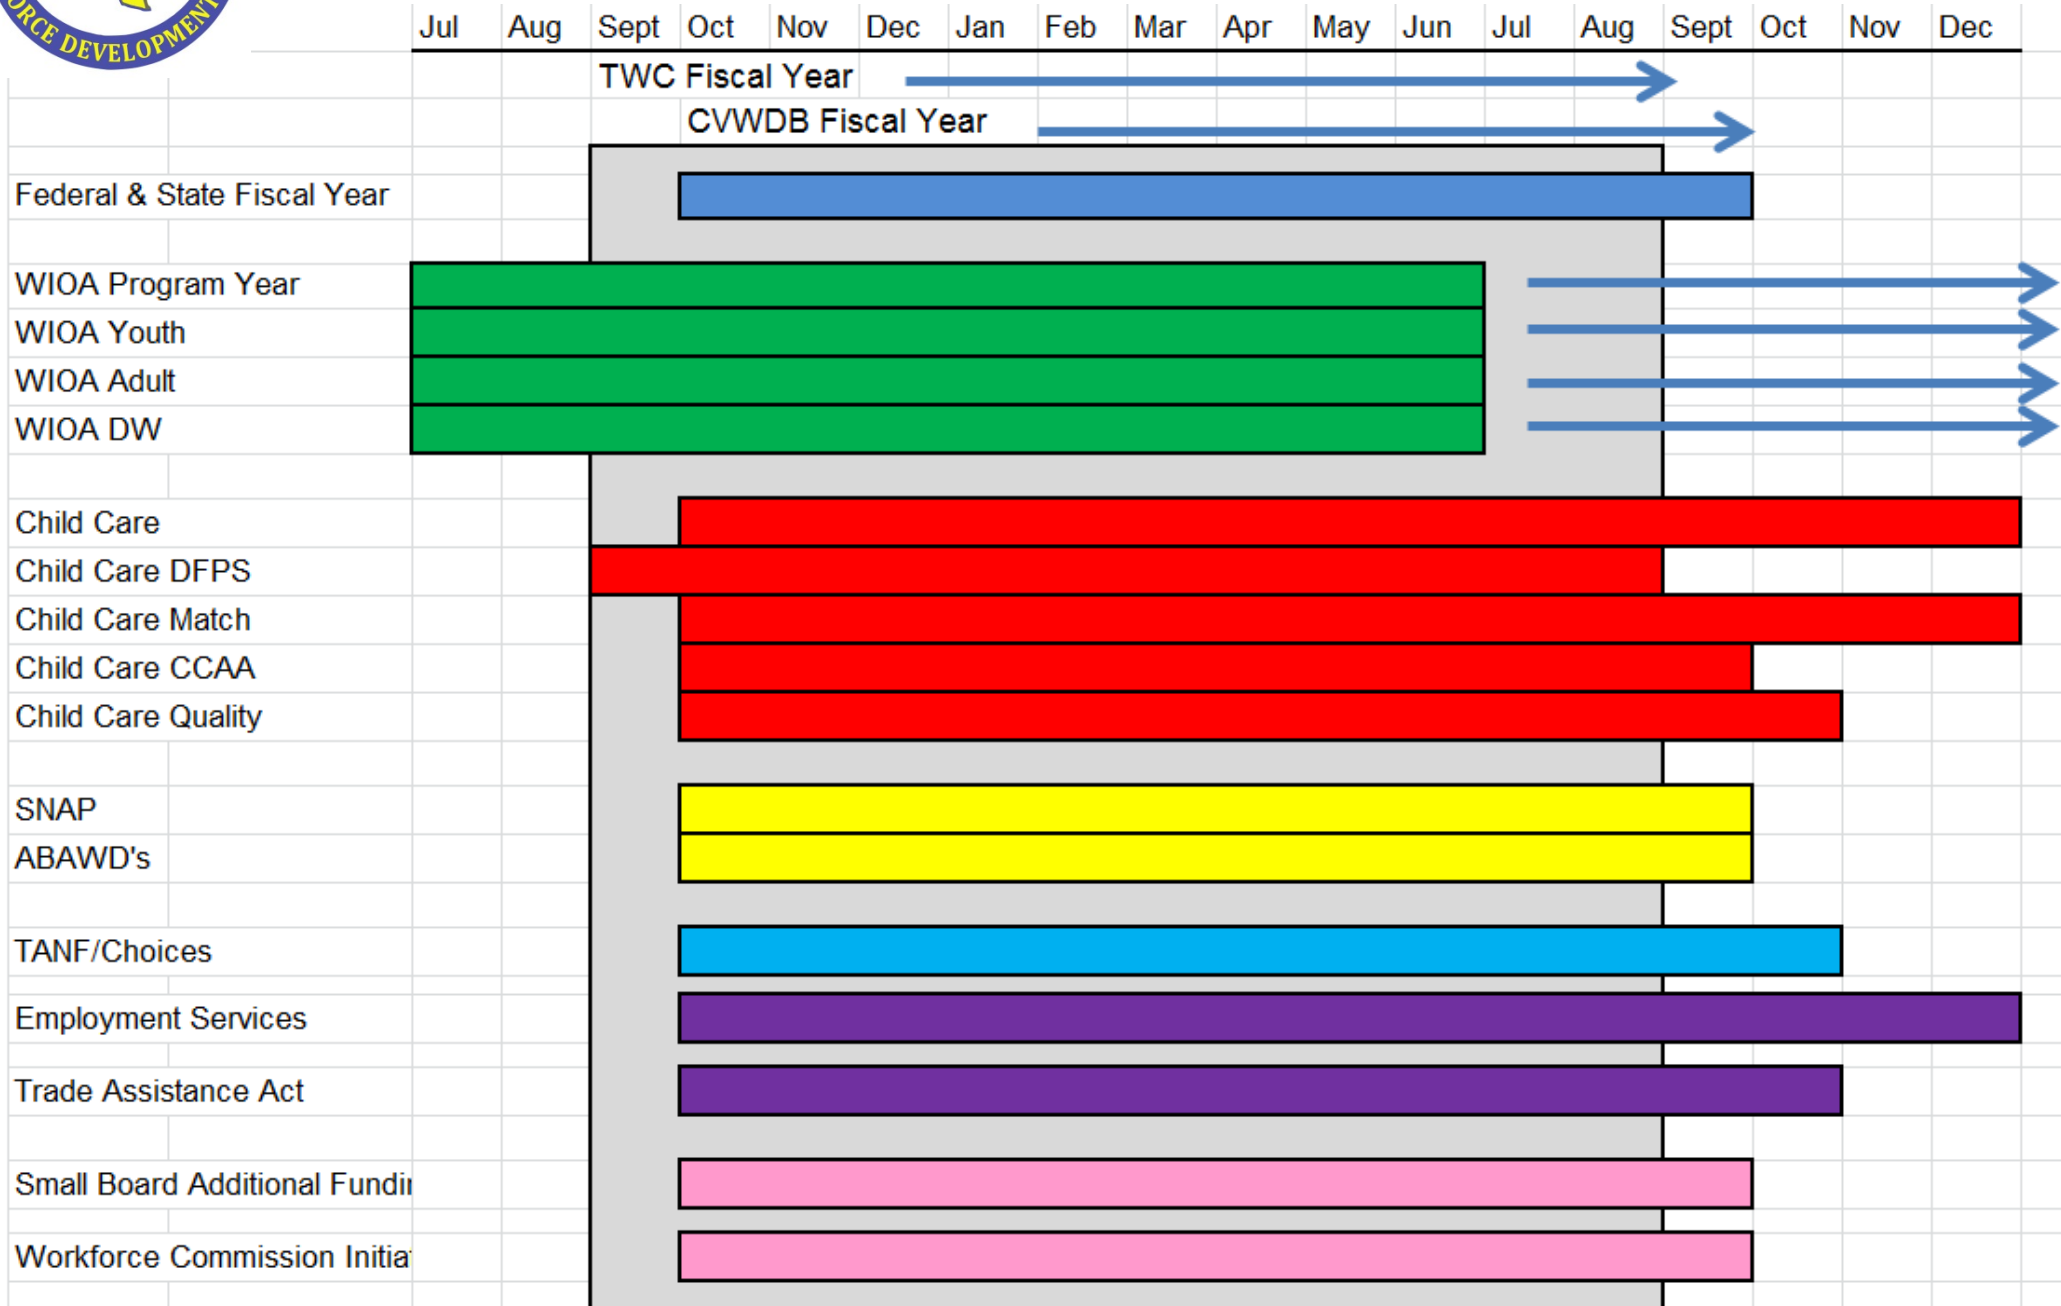 DEVELOPMENT
Jul Aug Sept Oct Nov Dec Jan Feb Mar Apr May Jun Jul Aug Sept Oct Nov Dec
TWC Fiscal Year
CVWDB Fiscal Year
Federal & State Fiscal Year
WIOA Program Year
WIOA Youth
WIOA Adult
WIOA DW
Child Care
Child Care DFPS
Child Care Match
Child Care CCAA
Child Care Quality
SNAP
ABAWD's
TANF/Choices
Employment Services
Trade Assistance Act
Small Board Additional
Workforce Commission